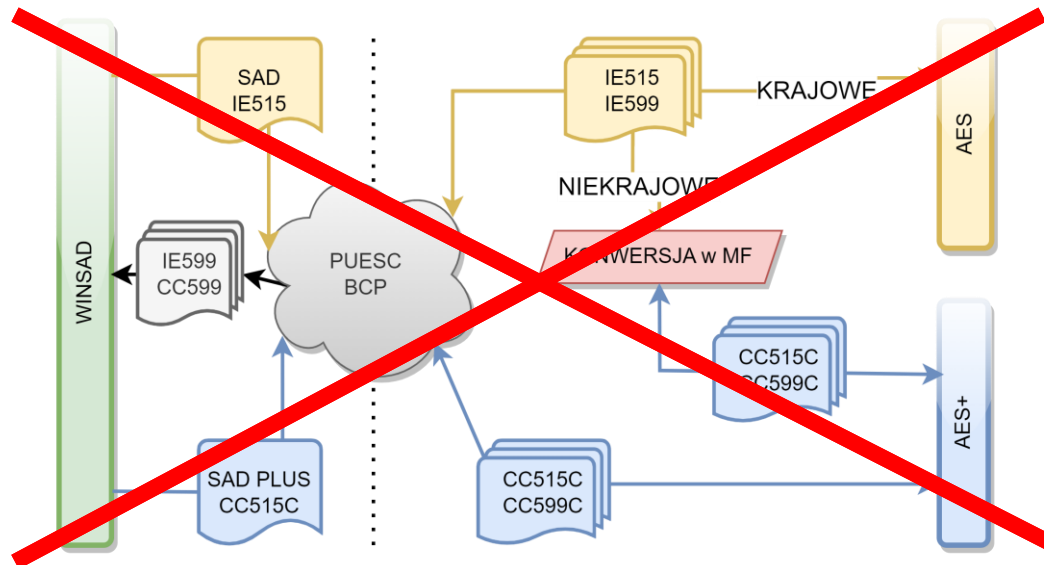 WINSAD
SAD
IE515
IE599
CC599
SAD PLUS
CC515C
PUESC
BCP
IE515
IE599
KRAJOWE
NIEKRAJOWE
KONWERSJA w MF
CC515C
CC599C
CC515C
CC599C
AES
AES+